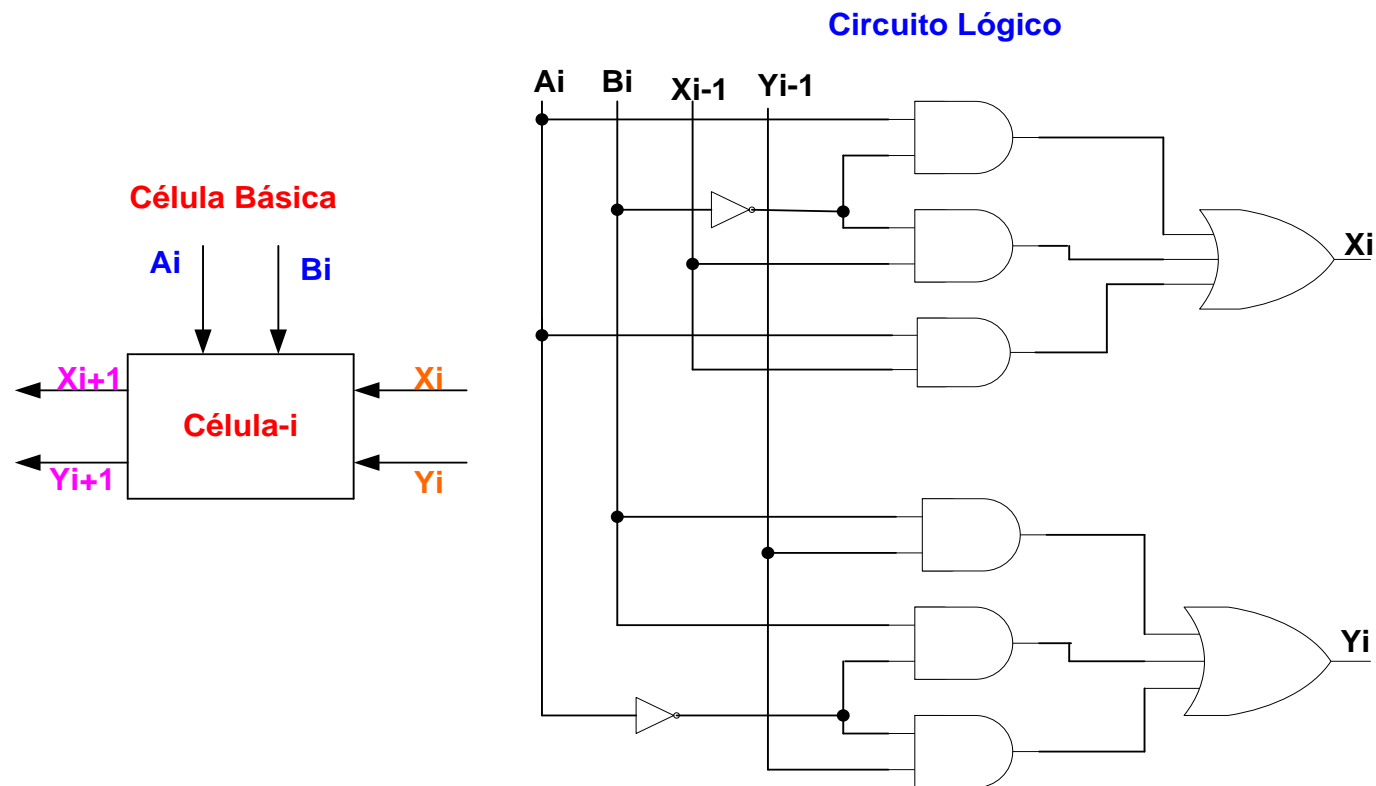 Circuito Lógico
Ai Bi Xi-1 Yi-1
Célula Básica
Ai Bi
Xi
Xi+1 Xi
Célula-i
Yi+1 Yi
Yi